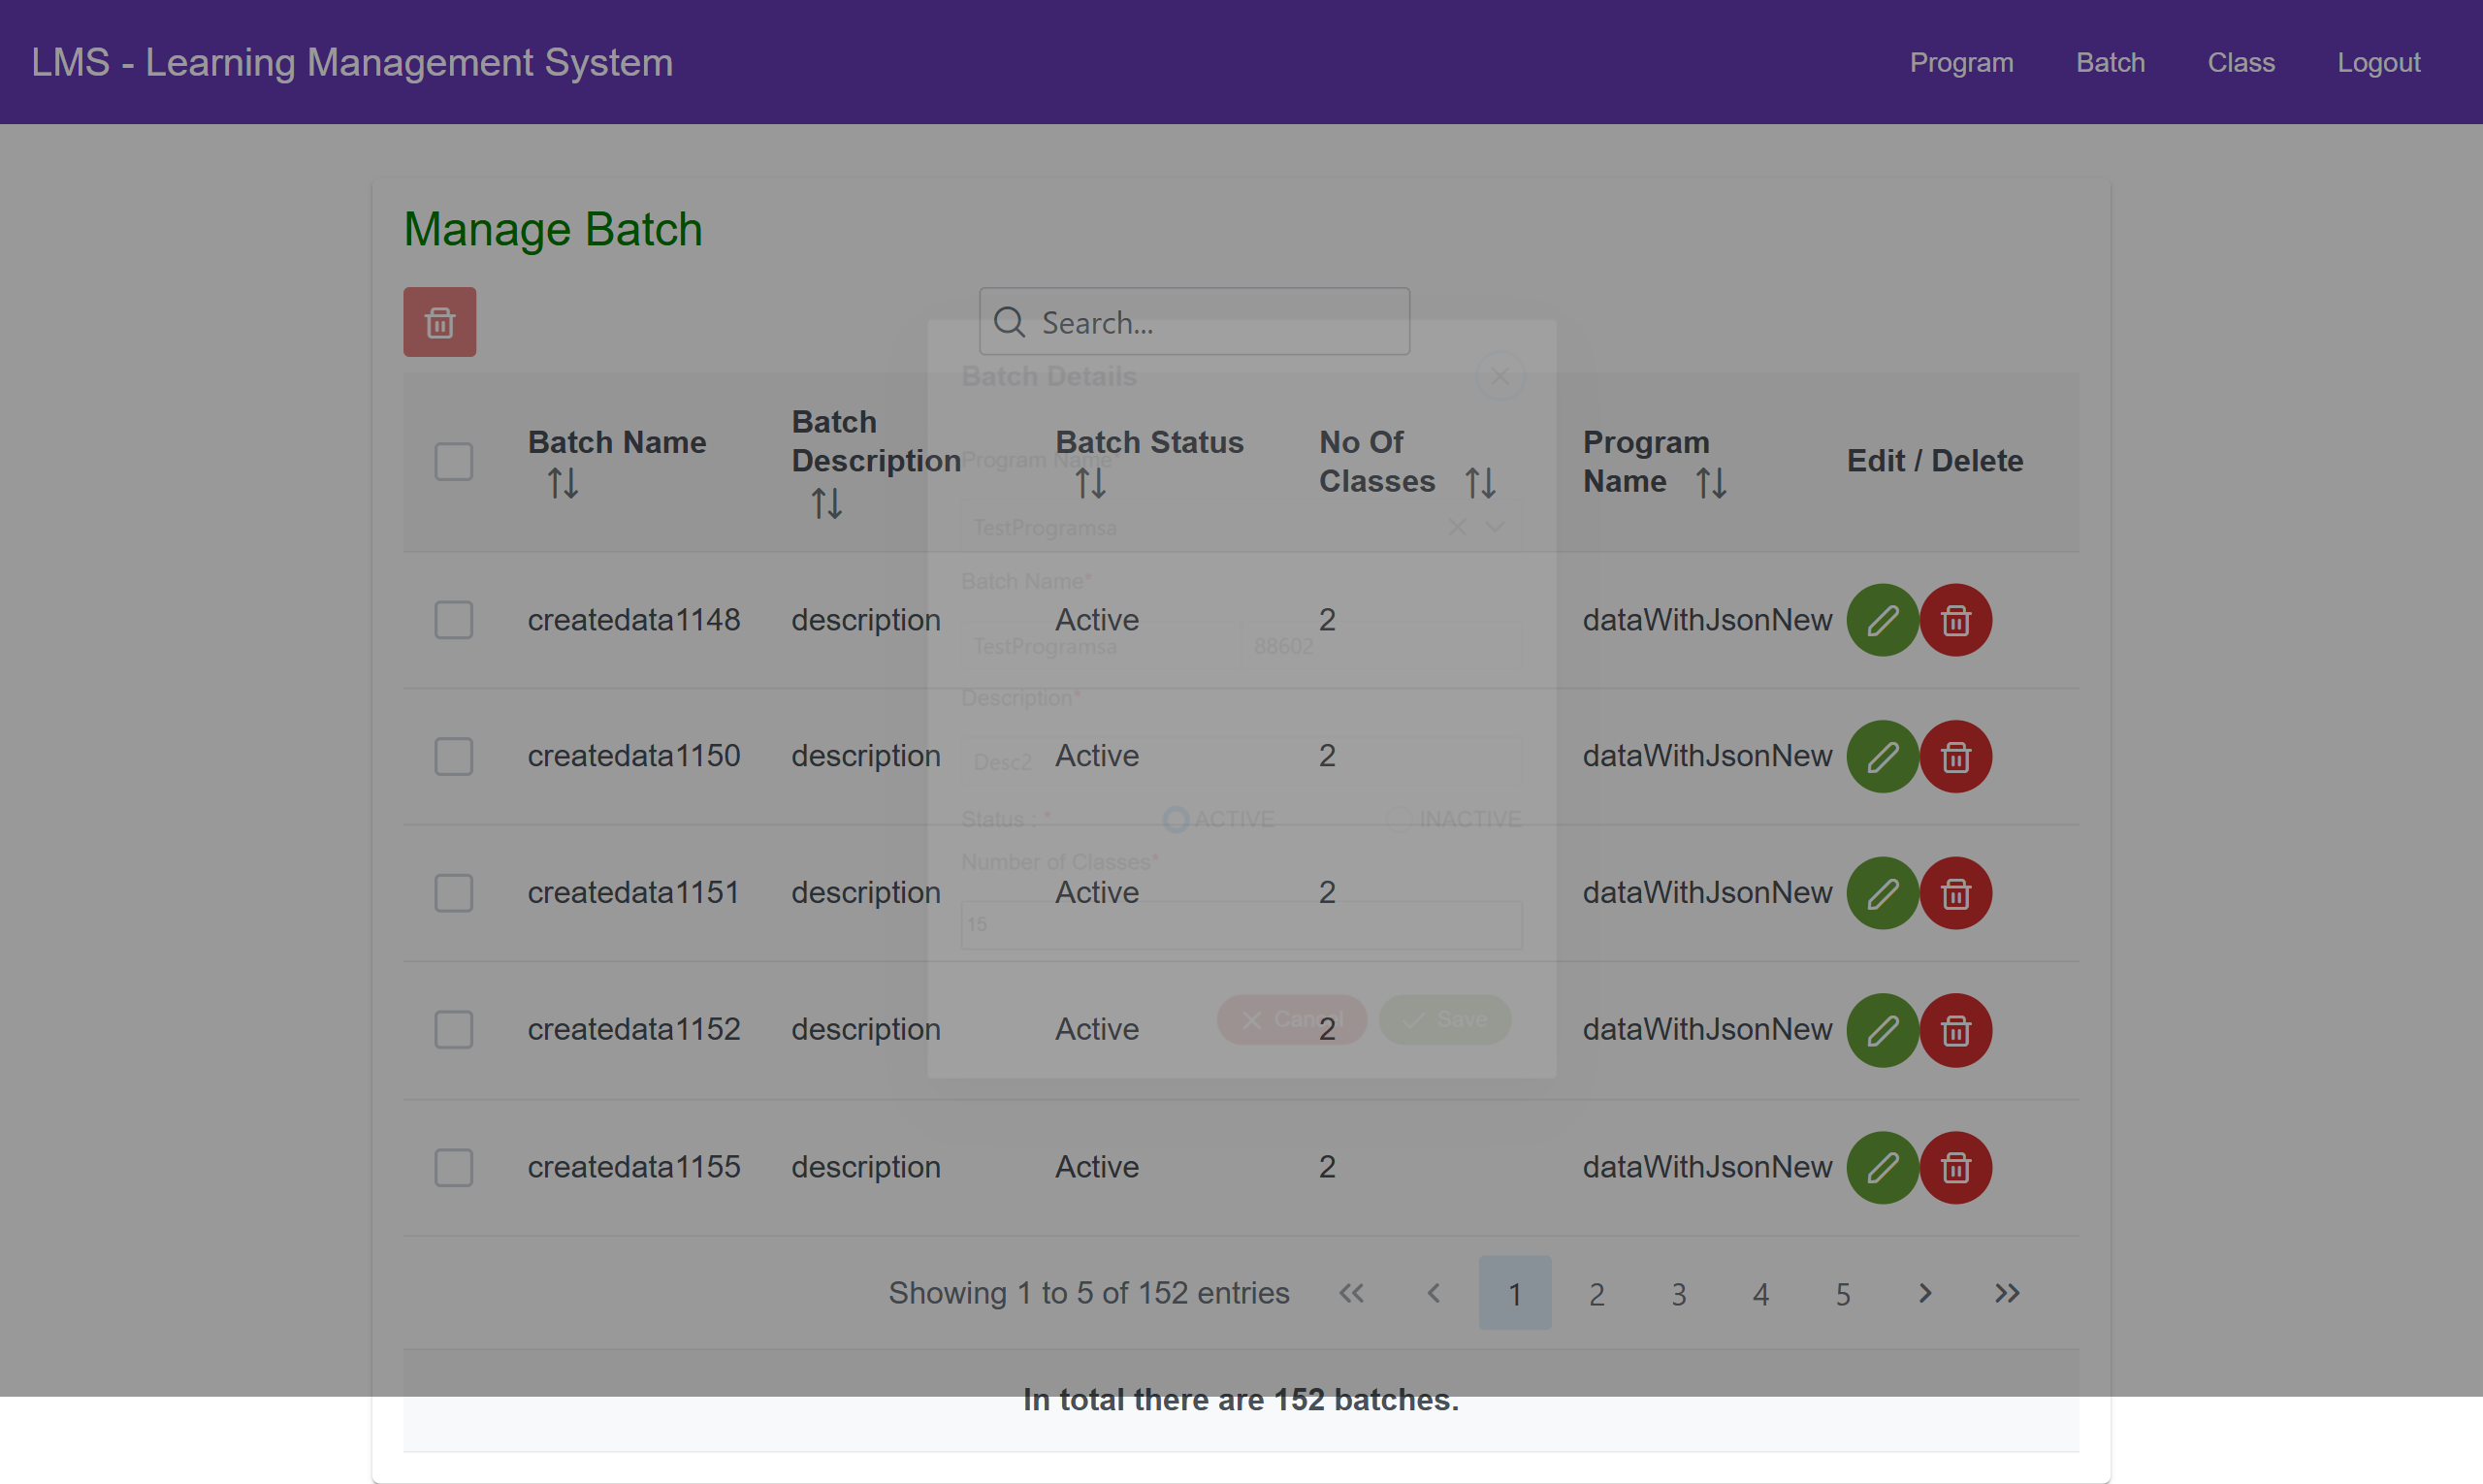 LMS - Learning Management System
Program Batch Class Logout
Manage Batch
Search...
Batch Name
Batch Description
Batch Status
No Of Classes
Program Name
Edit / Delete
createdata1148 description Active 2 dataWithJsonNew
createdata1150 description Active 2 dataWithJsonNew
createdata1151 description Active 2 dataWithJsonNew
createdata1152 description Active 2 dataWithJsonNew
createdata1155 description Active 2 dataWithJsonNew
Showing 1 to 5 of 152 entries
1 2 3 4 5
In total there are 152 batches.
Batch Details
Program Name*
TestProgramsa
Batch Name*
TestProgramsa 88602
Description*
Desc2
Status : * ACTIVE INACTIVE
Number of Classes*
15
Cancel Save